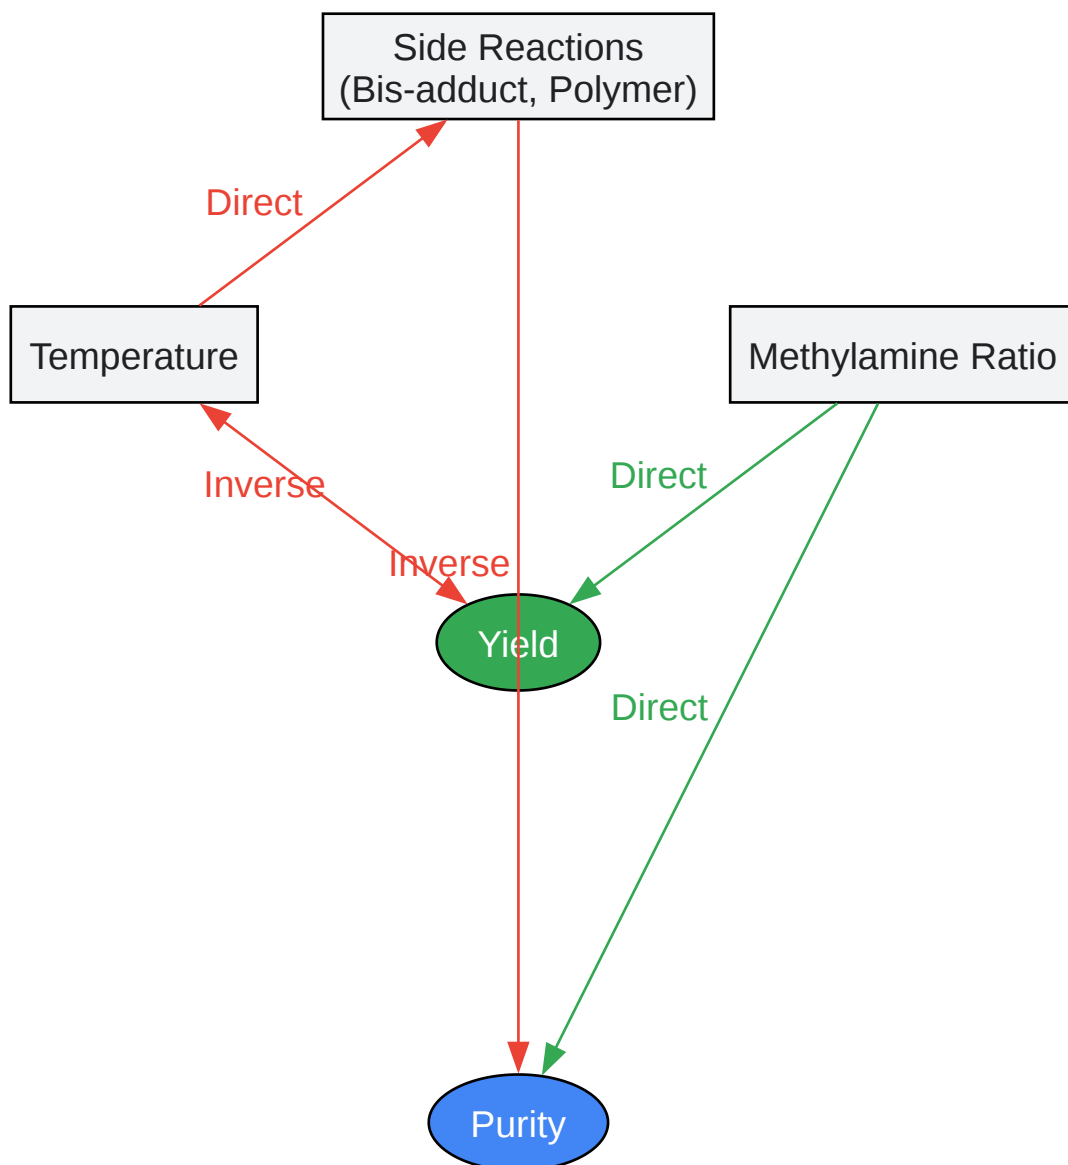 Side Reactions
(Bis-adduct, Polymer)
Direct
Temperature
Methylamine Ratio
Inverse
Direct
Inverse
Yield
Direct
Purity